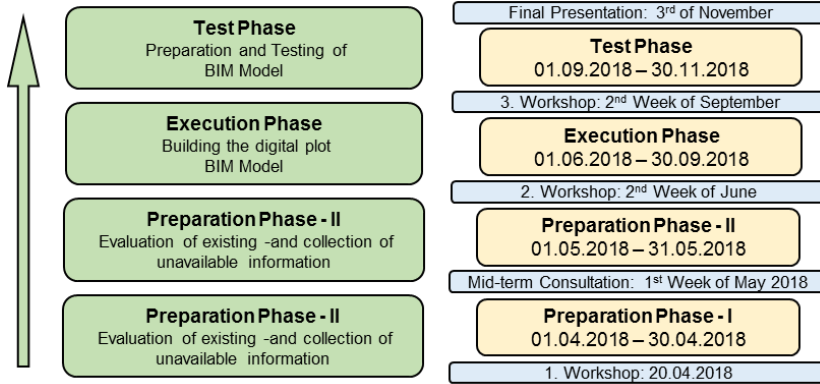 Test Phase
Preparation and Testing of
BIM Model
Execution Phase
Building the digital plot
BIM Model
Preparation Phase - II
Evaluation of existing -and collection of
unavailable information
Preparation Phase - II
Evaluation of existing -and collection of
unavailable information
Final Presentation: 3rd of November
Test Phase
01.09.2018 – 30.11.2018
3. Workshop: 2nd Week of September
Execution Phase
01.06.2018 – 30.09.2018
2. Workshop: 2nd Week of June
Preparation Phase - II
01.05.2018 – 31.05.2018
Mid-term Consultation: 1st Week of May 2018
Preparation Phase - I
01.04.2018 – 30.04.2018
1. Workshop: 20.04.2018